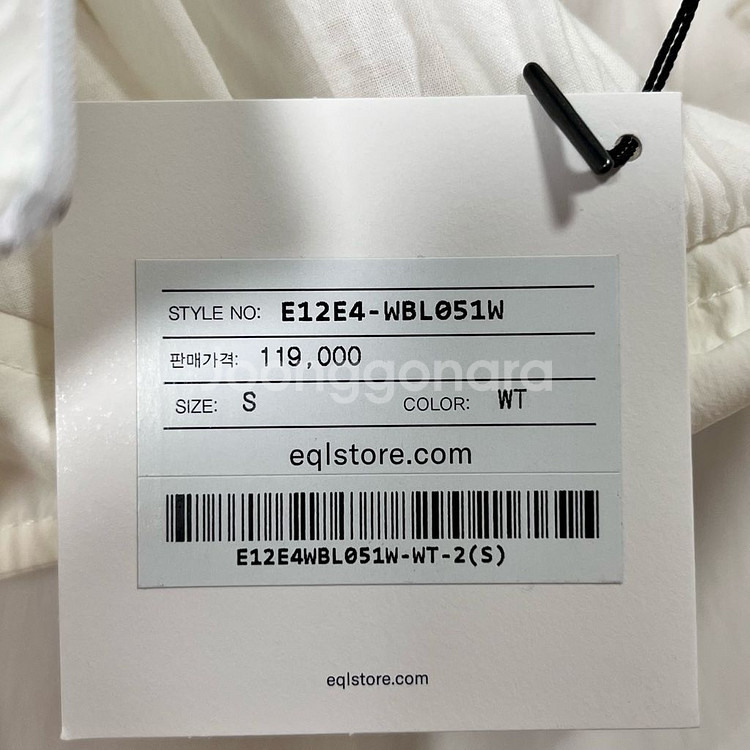 STYLE NO: E12E4-WBL051W
판매가격: 119,000
Joonggonara
SIZE: S COLOR: WT
eqlstore.com
E12E4WBL051W-WT-2(S)
eqlstore.com